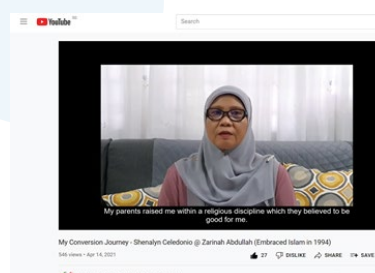 YouTube
Search
My parents raised me within a religious discipline which they believed to be
good for me.
My Conversion Journey - Shenalyn Celedonio @ Zarinah Abdullah (Embraced Islam in 1994)
546 views • Apr 14, 2021
27 DISLIKE SHARE SAVE